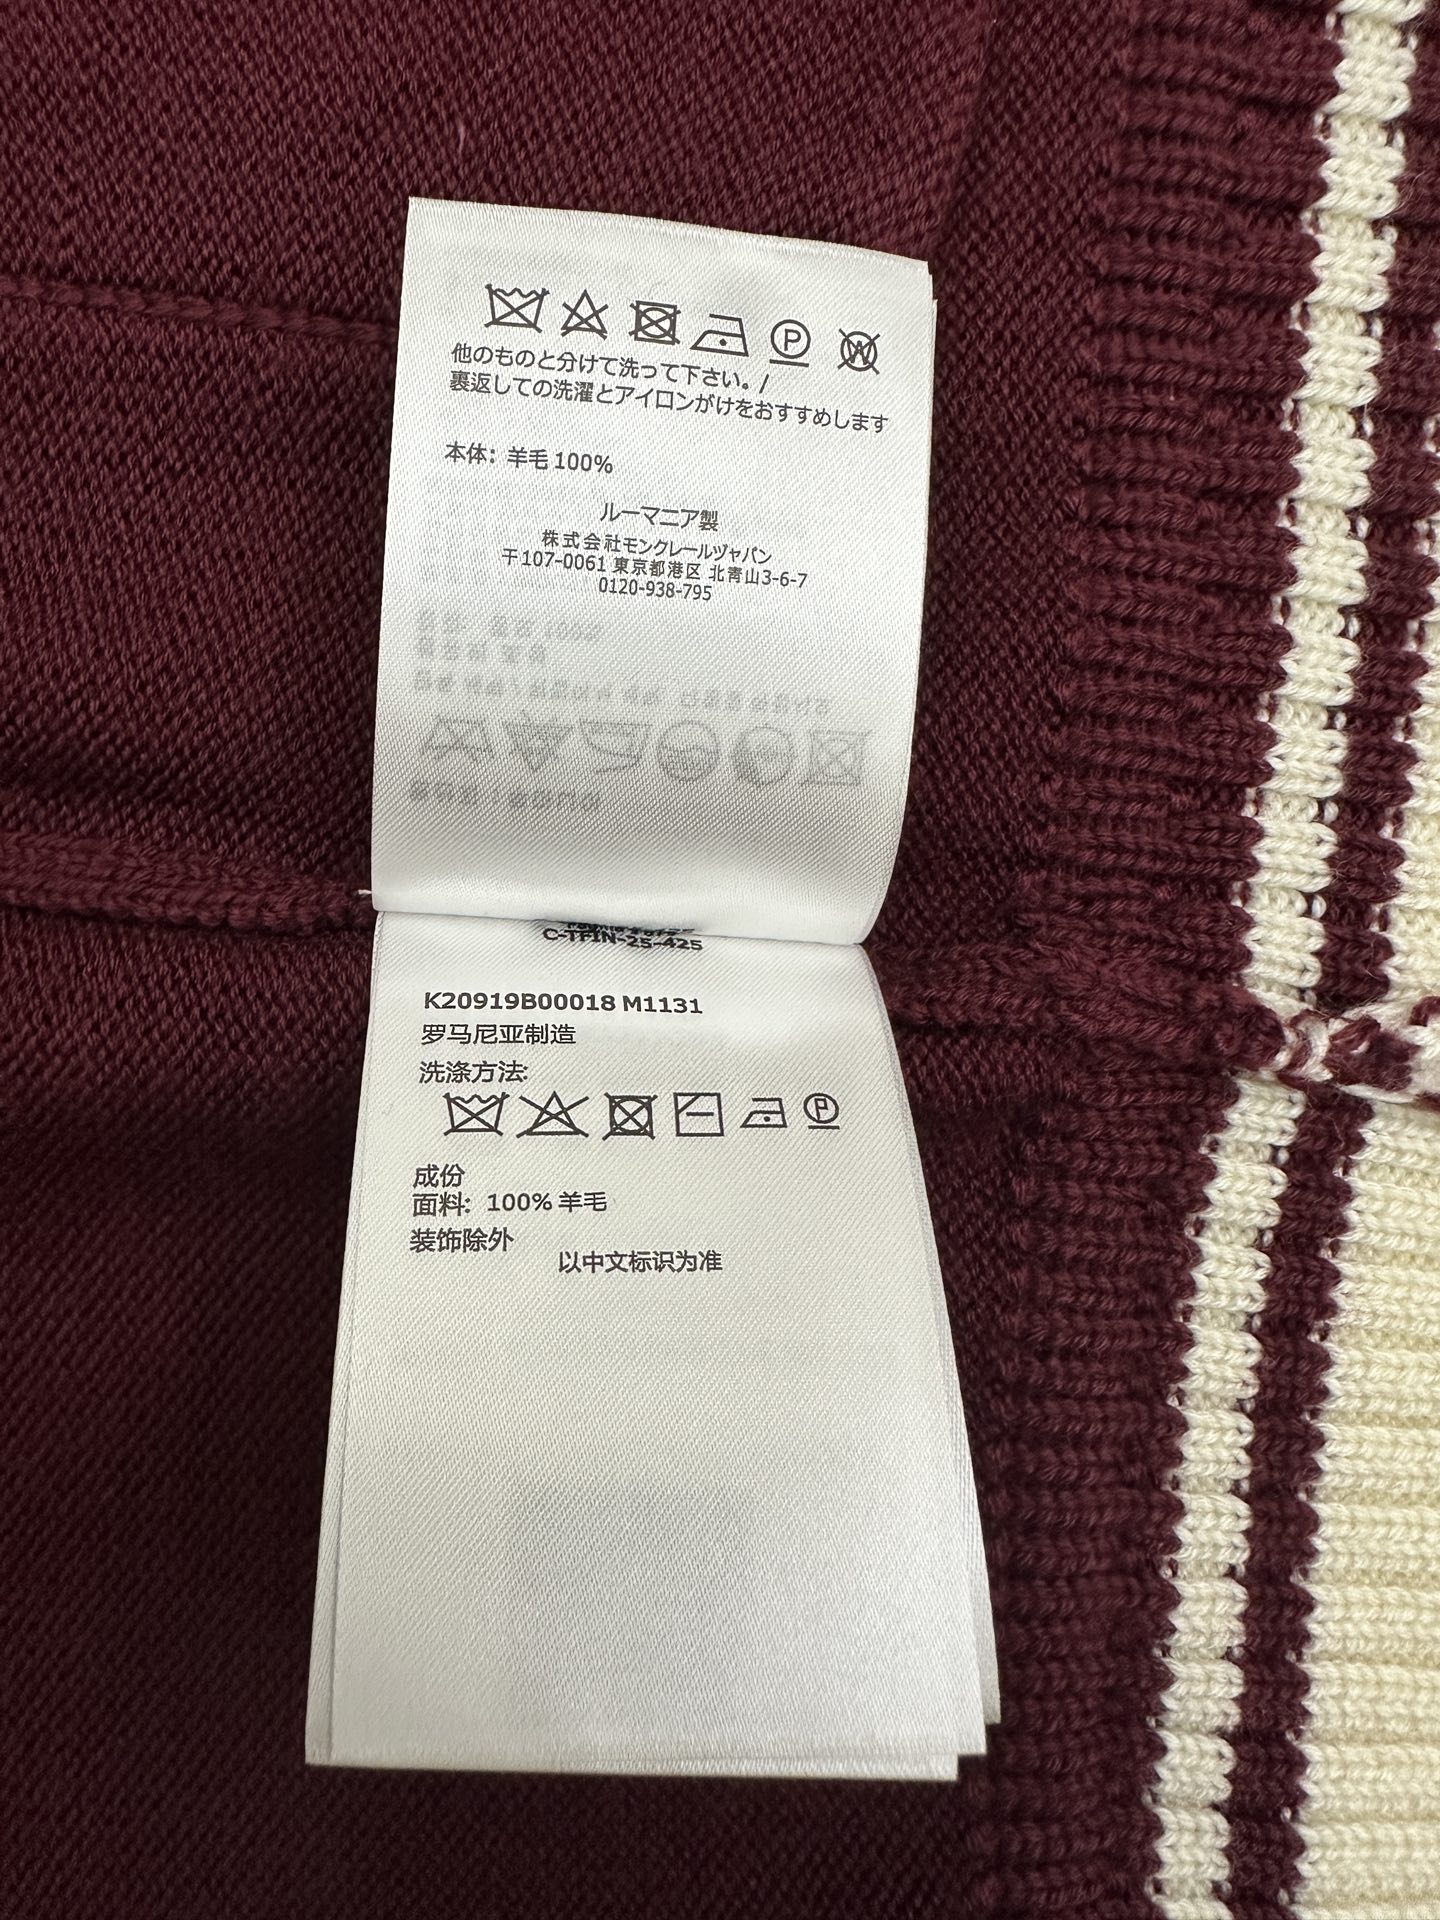 他のものと分けて洗って下さい。/
裏返しての洗濯とアイロンがけをおすすめします
本体: 羊毛 100%
ルーマニア製
株式会社モンクレールジャパン
〒107-0061 東京都港区 北青山3-6-7
0120-938-795
C-TFIN-25-425
K20919B00018 M1131
罗马尼亚制造
洗涤方法:
成份
面料: 100% 羊毛
装饰除外
以中文标识为准